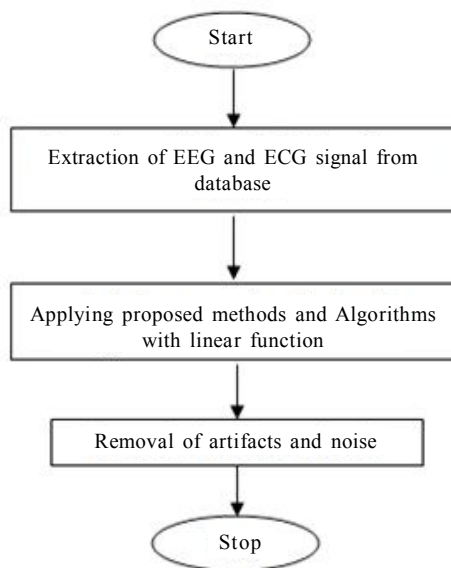 Start
Extraction of EEG and ECG signal from
database
Applying proposed methods and Algorithms
with linear function
Removal of artifacts and noise
Stop